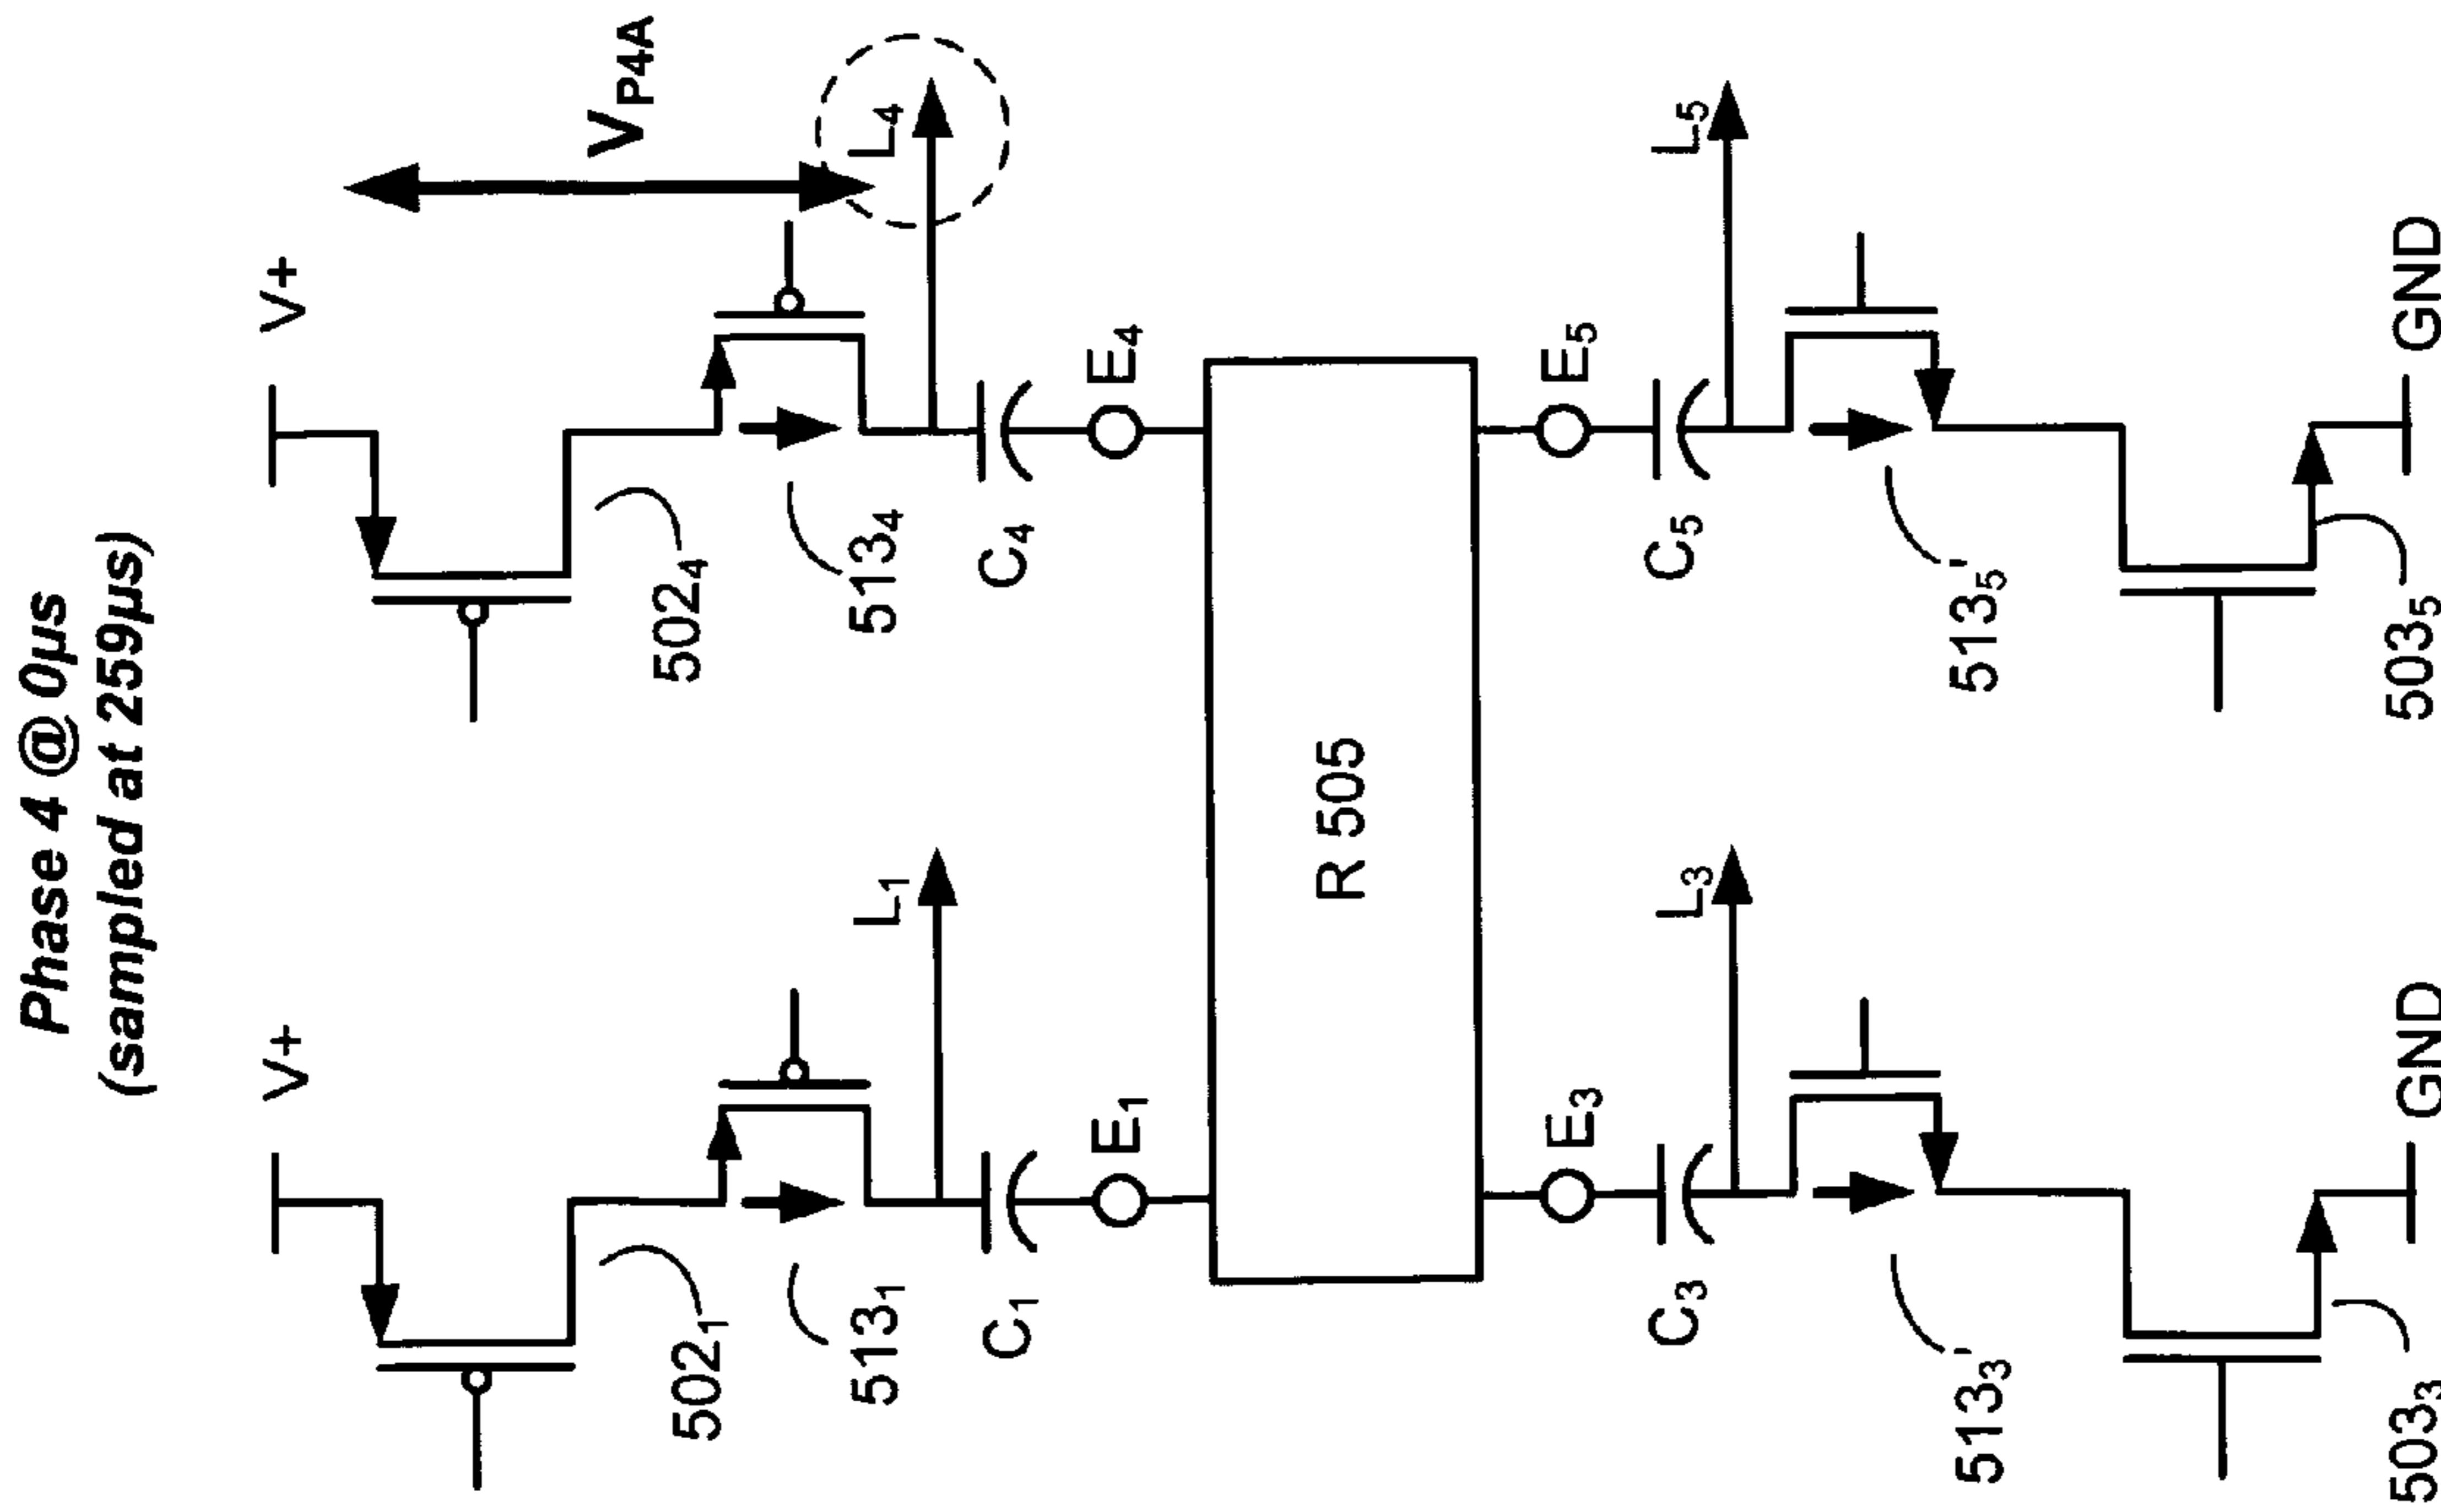 Phase 4 @ 0µs
(sampled at 259µs)
V+
V+
V_P4A
502₁
502₄
513₁
L₁
513₄
L₄
C₁
C₄
E₁
E₄
R 505
E₃
E₅
C₃
L₃
C₅
L₅
513₃'
513₅'
503₃
GND
503₅
GND